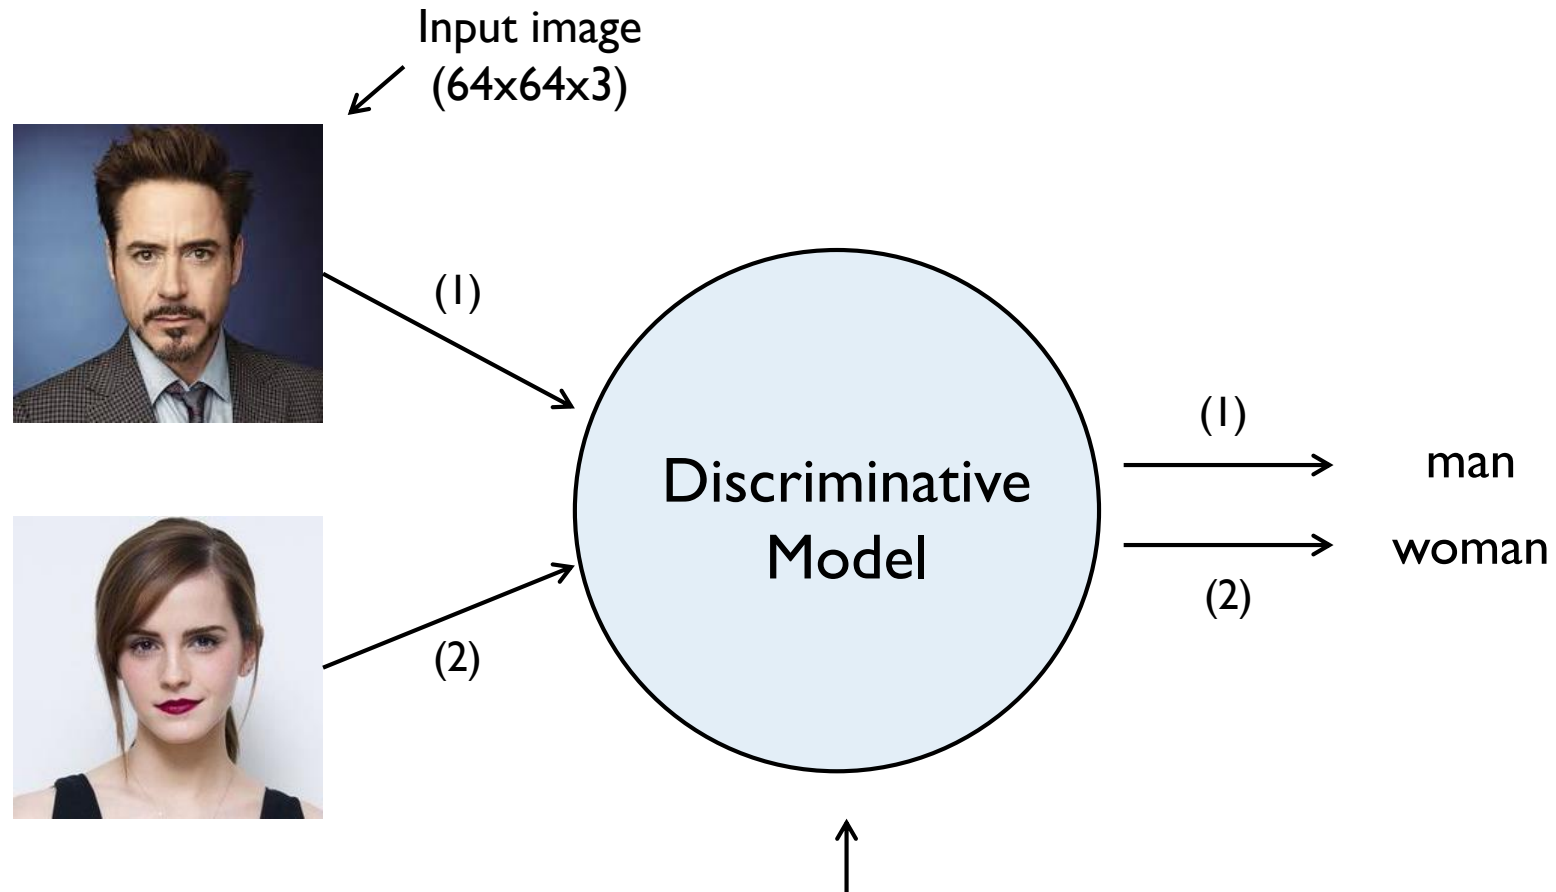 Input image
(64x64x3)
(1)
(1)
man
Discriminative
Model
woman
(2)
(2)